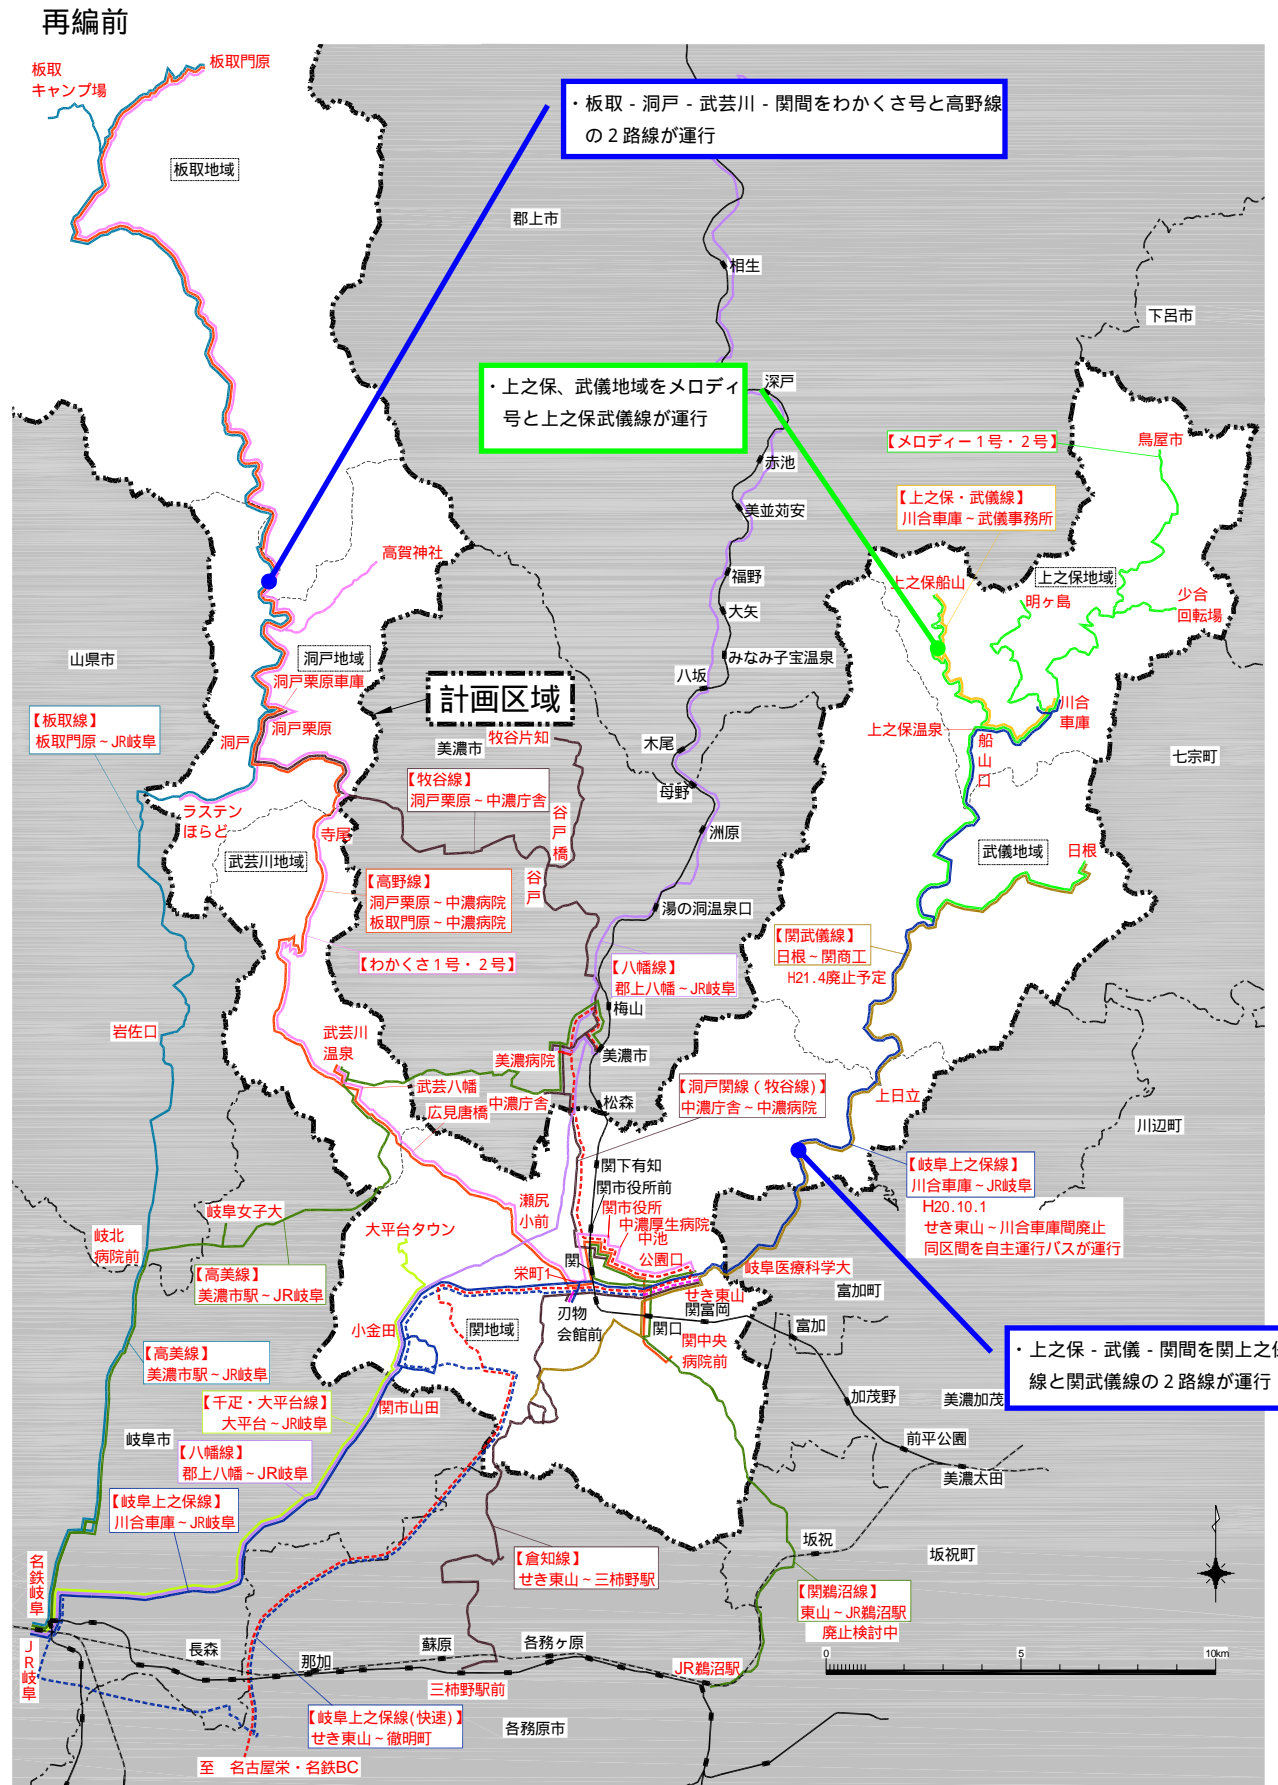 再編前
板取
キャンプ場
板取門原
・板取 - 洞戸 - 武芸川 - 関間をわかくさ号と高野線
の２路線が運行
板取地域
郡上市
相生
下呂市
・上之保、武儀地域をメロディ
号と上之保武儀線が運行
深戸
【メロディー１号・２号】
鳥屋市
赤池
【上之保・武儀線】
川合車庫～武儀事務所
美並苅安
高賀神社
福野
上之保船山
上之保地域
明ヶ島
少合
回転場
大矢
山県市
洞戸地域
みなみ子宝温泉
洞戸栗原車庫
八坂
計画区域
【板取線】
板取門原～JR岐阜
洞戸
洞戸栗原
美濃市
牧谷片知
木尾
上之保温泉
船山口
川合
車庫
七宗町
【牧谷線】
洞戸栗原～中濃庁舎
母野
ラステン
ほらど
寺尾
谷戸橋
洲原
武芸川地域
武儀地域
日根
【高野線】
洞戸栗原～中濃病院
板取門原～中濃病院
谷戸
湯の洞温泉口
【関武儀線】
日根～関商工
H21.4廃止予定
【わかくさ１号・２号】
【八幡線】
郡上八幡～JR岐阜
梅山
岩佐口
武芸川
温泉
美濃病院
美濃市
武芸八幡
【洞戸関線(牧谷線)】
中濃庁舎～中濃病院
上日立
中濃庁舎
松森
広見唐橋
川辺町
関下有知
【岐阜上之保線】
川合車庫～JR岐阜
H20.10.1
せき東山～川合車庫間廃止
同区間を自主運行バスが運行
関市役所前
瀬尻
小前
関市役所
岐阜女子大
中濃厚生病院
大平台タウン
中池
公園口
岐北
病院前
関
岐阜医療科学大
栄町1
【高美線】
美濃市駅～JR岐阜
せき東山
富加町
刃物
会館前
関富岡
小金田
関地域
関口
富加
関中央
病院前
・上之保 - 武儀 - 関間を関上之保
線と関武儀線の２路線が運行
【高美線】
美濃市駅～JR岐阜
加茂野
美濃加茂
【千疋・大平台線】
大平台～JR岐阜
関市山田
岐阜市
前平公園
【八幡線】
郡上八幡～JR岐阜
美濃太田
【岐阜上之保線】
川合車庫～JR岐阜
坂祝
坂祝町
【倉知線】
せき東山～三柿野駅
名鉄岐阜
【関鵜沼線】
東山～JR鵜沼駅
廃止検討中
JR岐阜
長森
那加
蘇原
各務ヶ原
0
5
10km
JR鵜沼駅
三柿野駅前
【岐阜上之保線(快速)】
せき東山～徹明町
各務原市
至　名古屋栄・名鉄BC